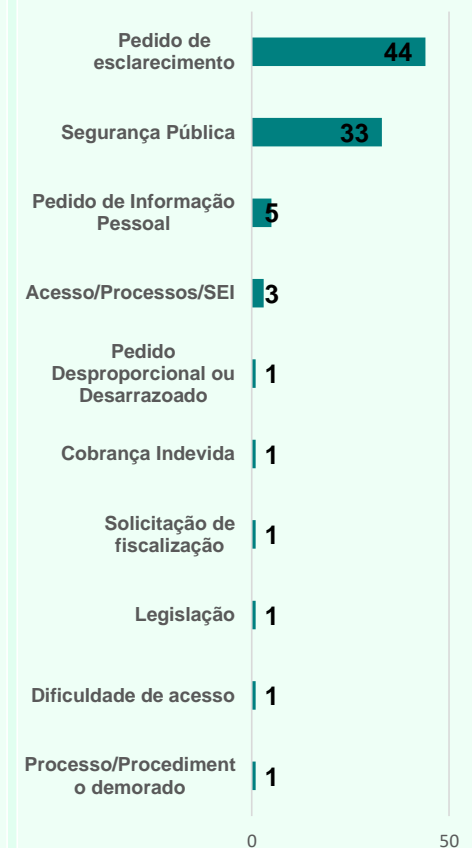 Pedido de
esclarecimento
44
Segurança Pública
33
Pedido de Informação
Pessoal
5
Acesso/Processos/SEI
3
Pedido
Desproporcional ou
Desarrazoado
1
Cobrança Indevida
1
Solicitação de
fiscalização
1
Legislação
1
Dificuldade de acesso
1
Processo/Procediment
o demorado
1
0
50